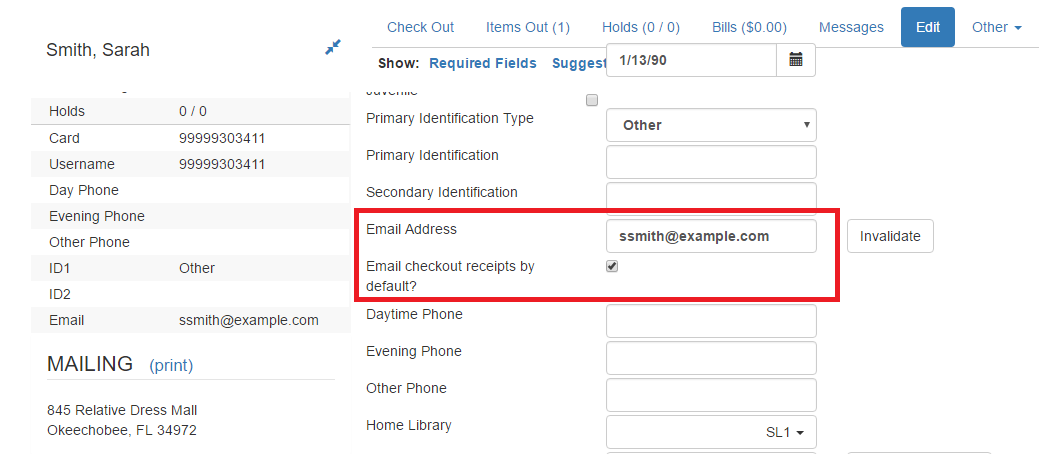 Smith, Sarah
Check Out Items Out (1) Holds (0 / 0) Bills ($0.00) Messages Edit Other
Show: Required Fields Suggest
1/13/90
Holds 0 / 0
Card 99999303411
Username 99999303411
Day Phone
Evening Phone
Other Phone
ID1 Other
ID2
Email ssmith@example.com
MAILING (print)
845 Relative Dress Mall
Okeechobee, FL 34972
Juvenile
Primary Identification Type Other
Primary Identification
Secondary Identification
Email Address ssmith@example.com Invalidate
Email checkout receipts by
default?
Daytime Phone
Evening Phone
Other Phone
Home Library SL1